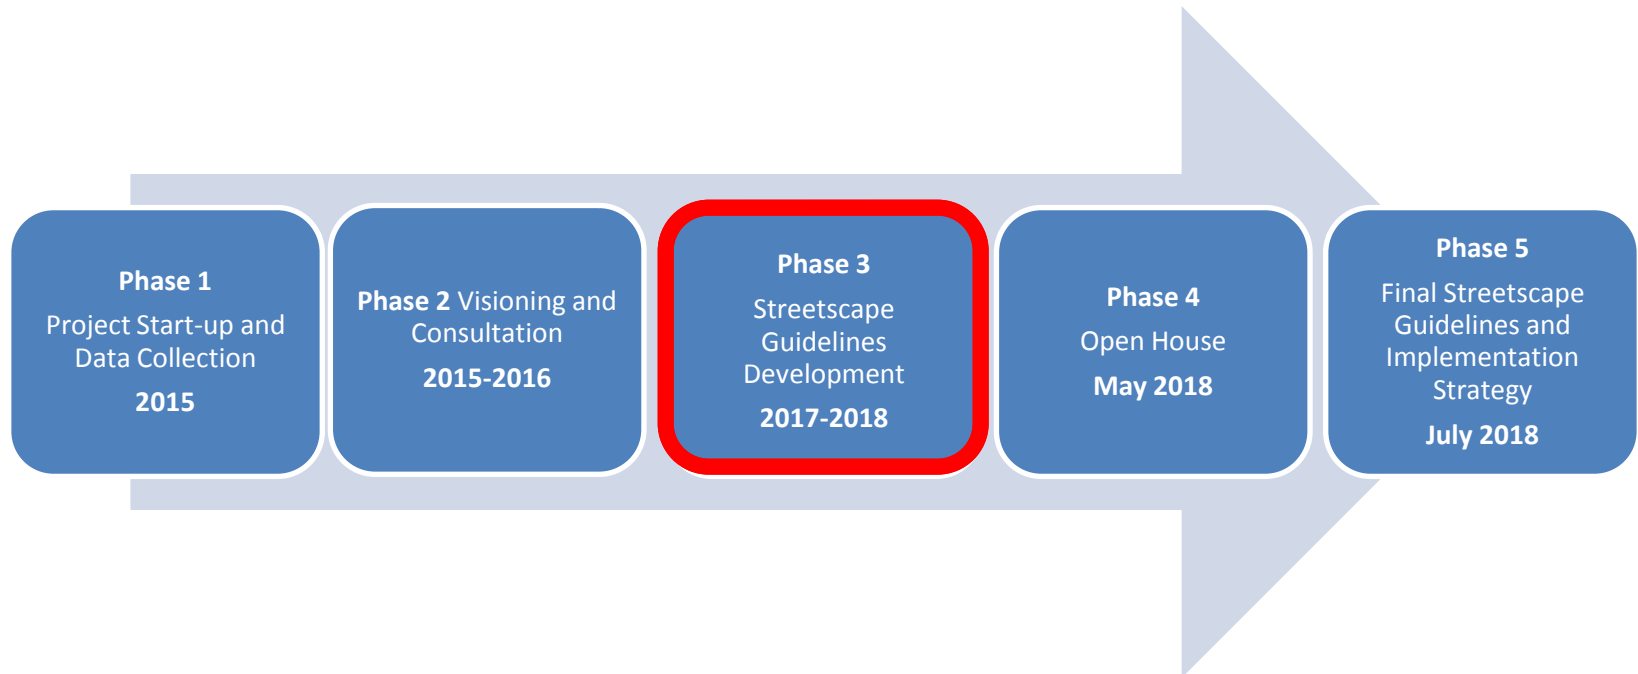 Phase 1
Project Start-up and
Data Collection
2015
Phase 2 Visioning and
Consultation
2015-2016
Phase 3
Streetscape
Guidelines
Development
2017-2018
Phase 4
Open House
May 2018
Phase 5
Final Streetscape
Guidelines and
Implementation
Strategy
July 2018